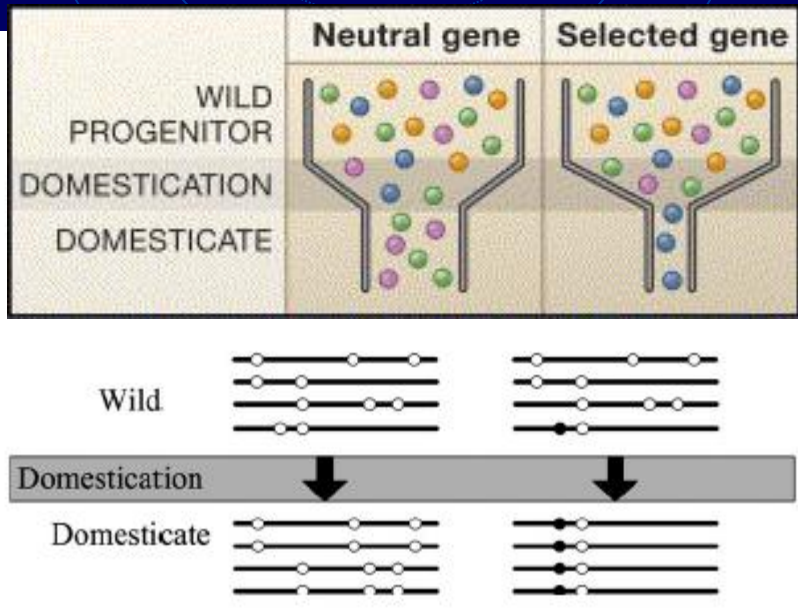 Neutral gene
Selected gene
WILD
PROGENITOR
DOMESTICATION
DOMESTICATE
Wild
Domestication
Domesticate